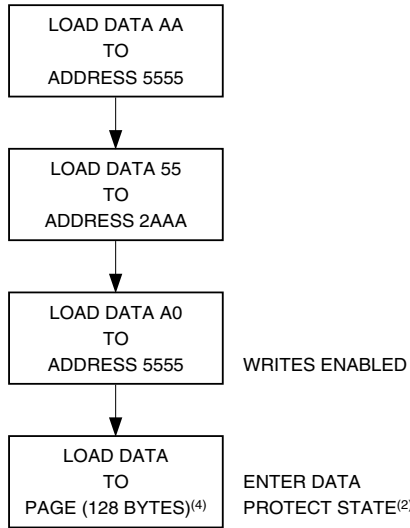 LOAD DATA AA
TO
ADDRESS 5555
LOAD DATA 55
TO
ADDRESS 2AAA
LOAD DATA A0
TO
ADDRESS 5555
WRITES ENABLED
LOAD DATA
TO
PAGE (128 BYTES)(4)
ENTER DATA
PROTECT STATE(2)